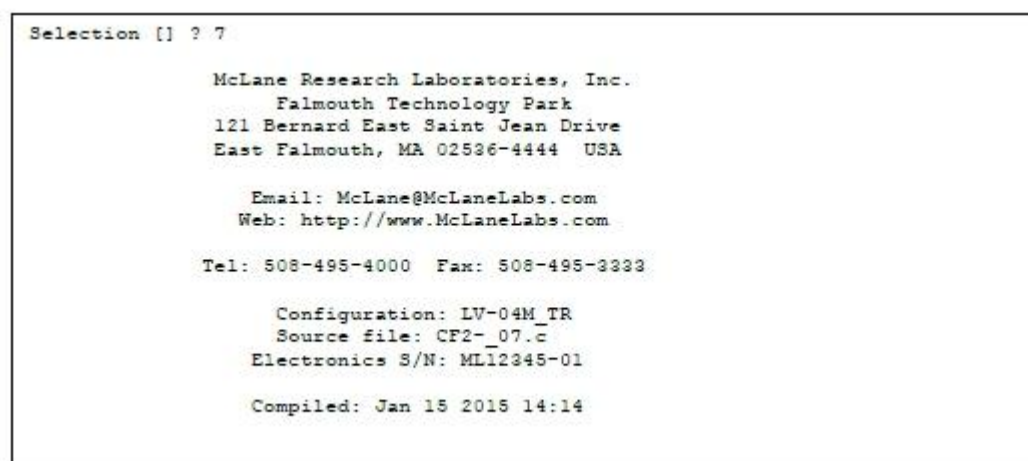 Selection [] ? 7
McLane Research Laboratories, Inc.
Falmouth Technology Park
121 Bernard East Saint Jean Drive
East Falmouth, MA 02536-4444 USA
Email: McLane@McLaneLabs.com
Web: http://www.McLaneLabs.com
Tel: 508-495-4000 Fax: 508-495-3333
Configuration: LV-04M_TR
Source file: CF2-_07.c
Electronics S/N: ML12345-01
Compiled: Jan 15 2015 14:14